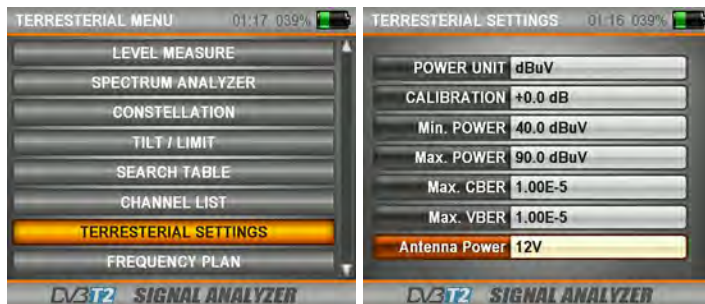 TERRESTERIAL MENU 01:17 039%
LEVEL MEASURE
SPECTRUM ANALYZER
CONSTELLATION
TILT / LIMIT
SEARCH TABLE
CHANNEL LIST
TERRESTERIAL SETTINGS
FREQUENCY PLAN
DVB T2 SIGNAL ANALYZER
TERRESTERIAL SETTINGS 01:16 039%
POWER UNIT dBuV
CALIBRATION +0.0 dB
Min. POWER 40.0 dBuV
Max. POWER 90.0 dBuV
Max. CBER 1.00E-5
Max. VBER 1.00E-5
Antenna Power 12V
DVB T2 SIGNAL ANALYZER